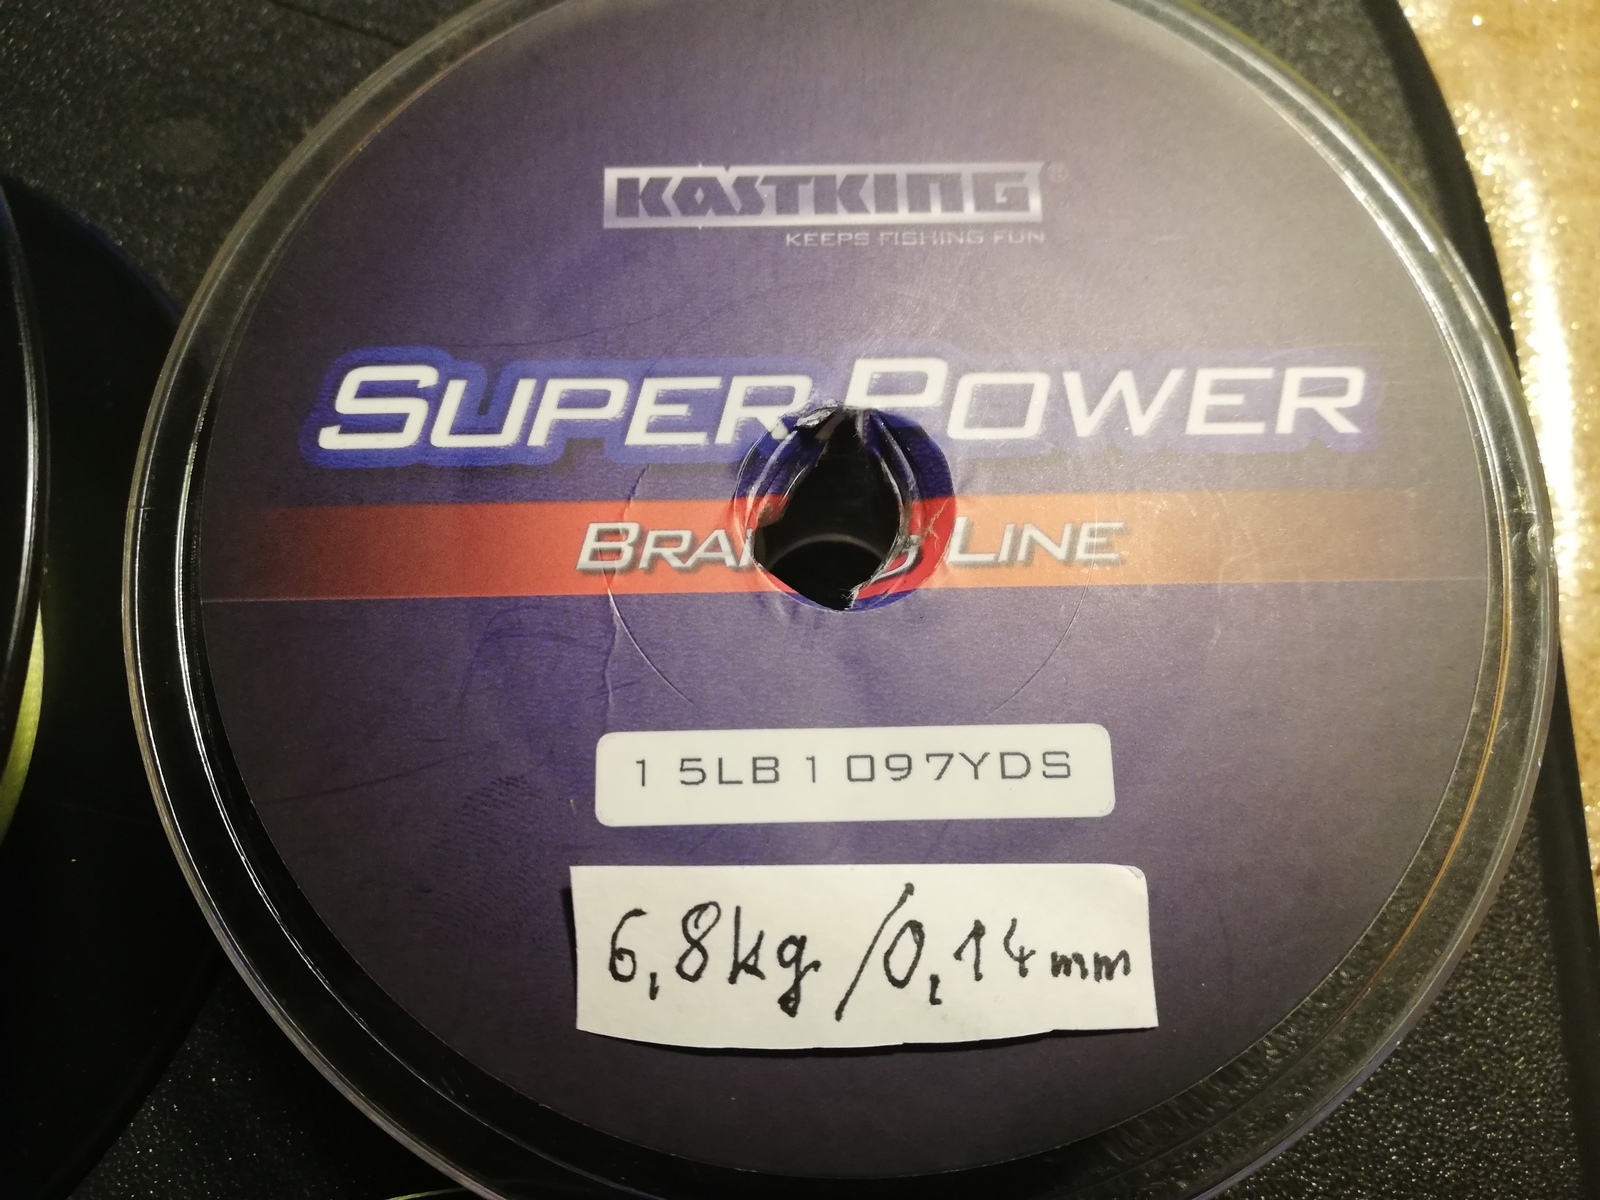 KASTKING®
KEEPS FISHING FUN
SUPER POWER
LINE
15LB1097YDS
6,8kg/0,14mm